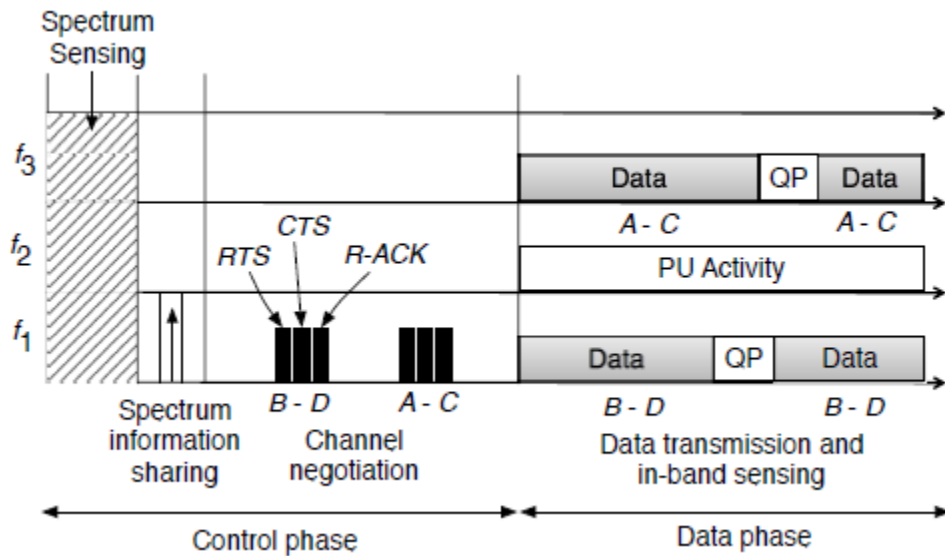 Spectrum
Sensing
f3
Data QP Data
A - C A - C
CTS
f2
RTS R-ACK
PU Activity
f1
Data QP Data
B - D A - C B - D B - D
Spectrum
information
sharing
Channel
negotiation
Data transmission and
in-band sensing
Control phase Data phase